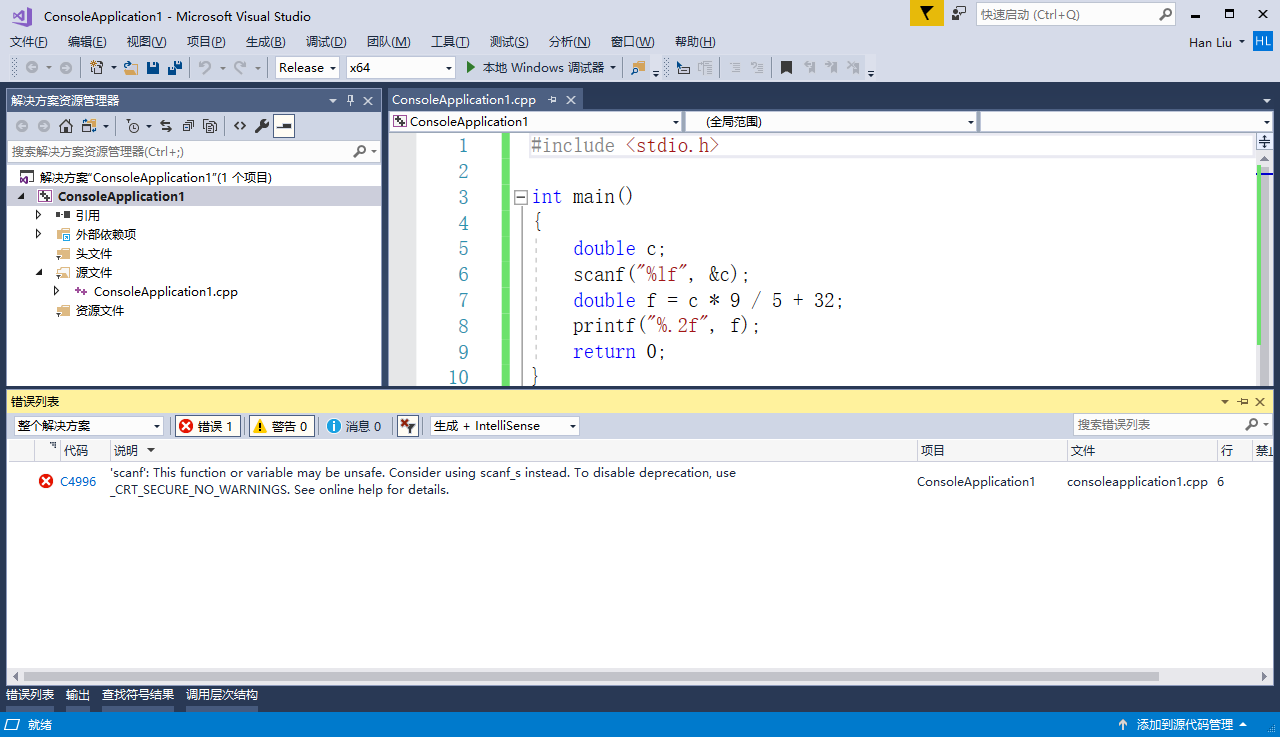 ConsoleApplication1 - Microsoft Visual Studio
快速启动 (Ctrl+Q)
文件(F) 编辑(E) 视图(V) 项目(P) 生成(B) 调试(D) 团队(M) 工具(T) 测试(S) 分析(N) 窗口(W) 帮助(H)
Han Liu HL
Release x64 本地 Windows 调试器
解决方案资源管理器
搜索解决方案资源管理器(Ctrl+;)
解决方案“ConsoleApplication1”(1 个项目)
ConsoleApplication1
引用
外部依赖项
头文件
源文件
ConsoleApplication1.cpp
资源文件
ConsoleApplication1.cpp
ConsoleApplication1 (全局范围)
1 #include <stdio.h>
2
3 int main()
4 {
5 double c;
6 scanf("%lf", &c);
7 double f = c * 9 / 5 + 32;
8 printf("%.2f", f);
9 return 0;
10 }
错误列表
整个解决方案 错误 1 警告 0 消息 0 生成 + IntelliSense 搜索错误列表
代码 说明 项目 文件 行 禁止
C4996 'scanf': This function or variable may be unsafe. Consider using scanf_s instead. To disable deprecation, use
_CRT_SECURE_NO_WARNINGS. See online help for details.
ConsoleApplication1 consoleapplication1.cpp 6
错误列表 输出 查找符号结果 调用层次结构
就绪 添加到源代码管理